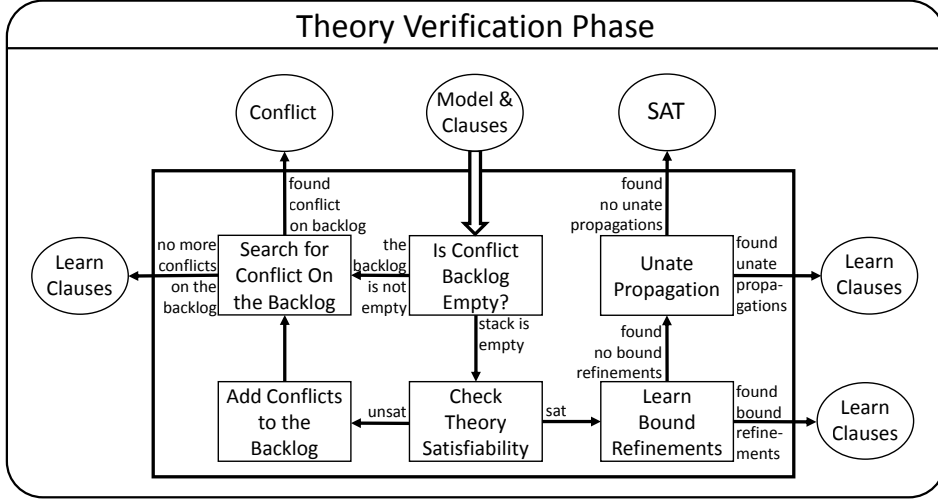 Theory Verification Phase
Conflict
Model &
Clauses
SAT
found
conflict
on backlog
found
no unate
propagations
Learn
Clauses
no more
conflicts
on the
backlog
Search for
Conflict On
the Backlog
the
backlog
is not
empty
Is Conflict
Backlog
Empty?
Unate
Propagation
found
unate
propa-
gations
Learn
Clauses
stack is
empty
found
no bound
refinements
Add Conflicts
to the
Backlog
unsat
Check
Theory
Satisfiability
sat
Learn
Bound
Refinements
found
bound
refine-
ments
Learn
Clauses